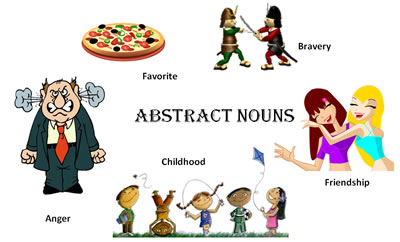 Bravery
Favorite
ABSTRACT NOUNS
Childhood
Friendship
Anger